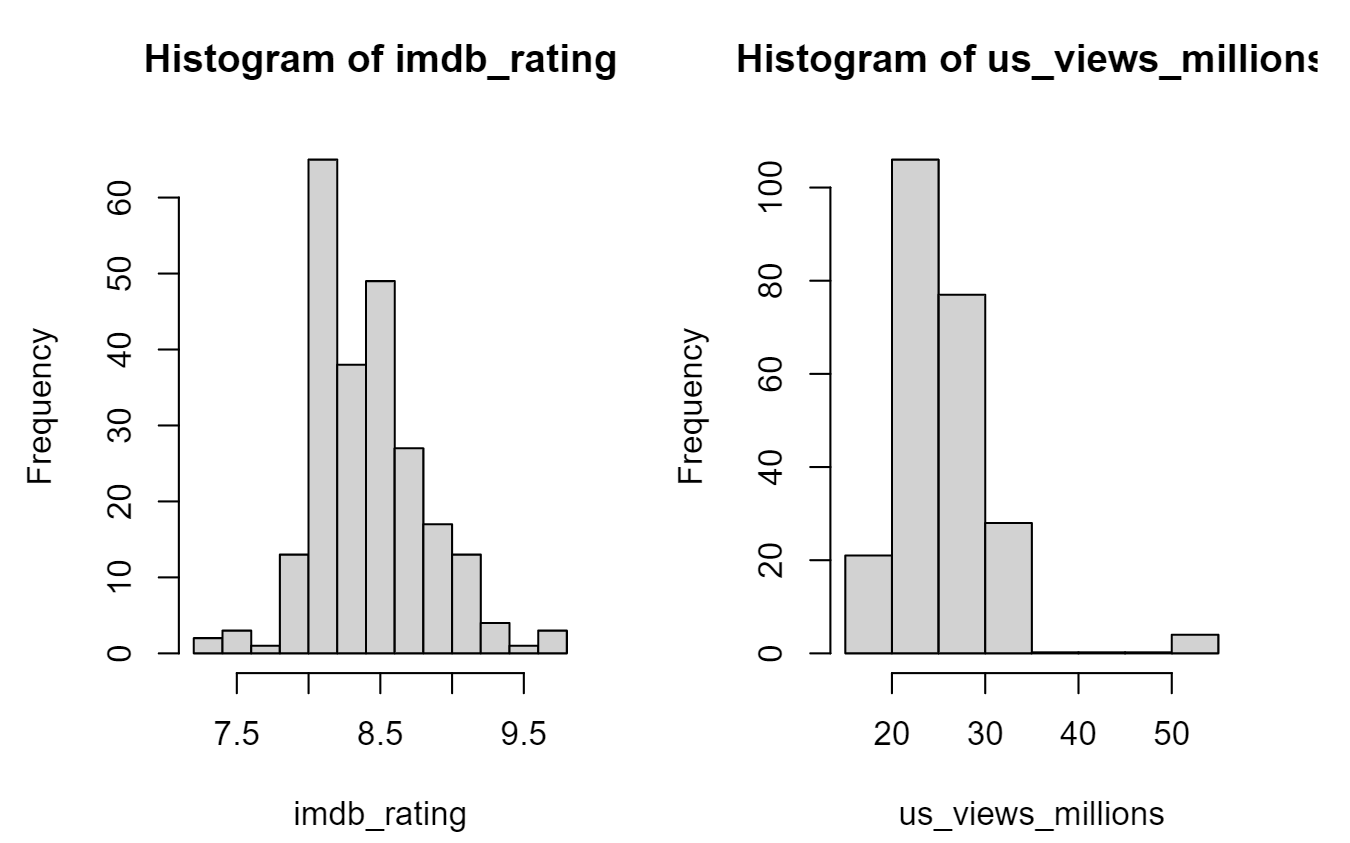 Histogram of imdb_rating
Frequency
0 10 20 30 40 50 60
7.5 8.5 9.5
imdb_rating
Histogram of us_views_millions
Frequency
0 20 40 60 80 100
20 30 40 50
us_views_millions